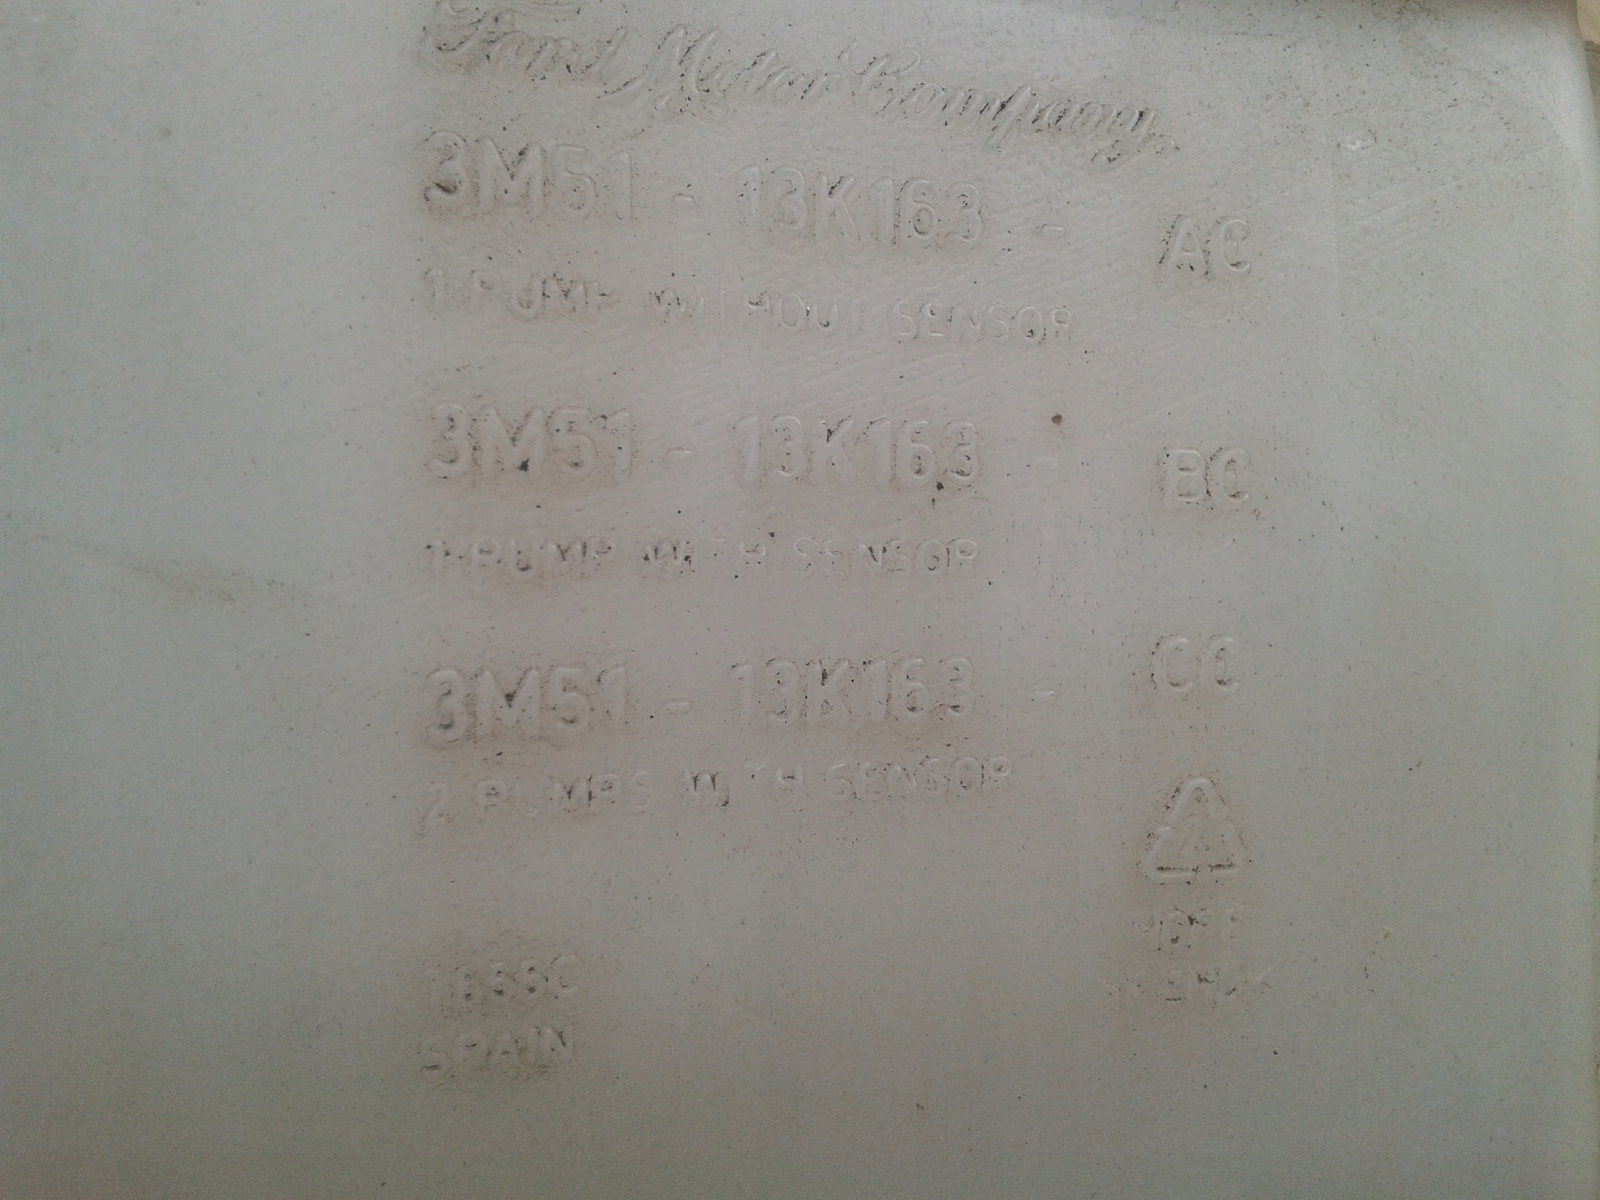 Ford Motor Company
3M51 - 13K163 - AC
1 PUMP WITHOUT SENSOR
3M51 - 13K163 - BC
1 PUMP WITH SENSOR
3M51 - 13K163 - CC
2 PUMPS WITH SENSOR
SPAIN